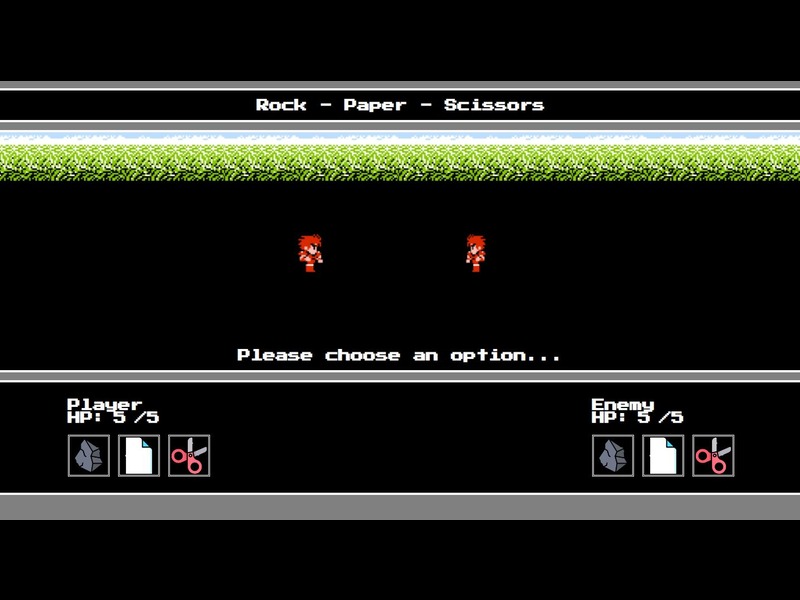 Rock - Paper - Scissors
Please choose an option...
Player
HP: 5 /5
Enemy
HP: 5 /5